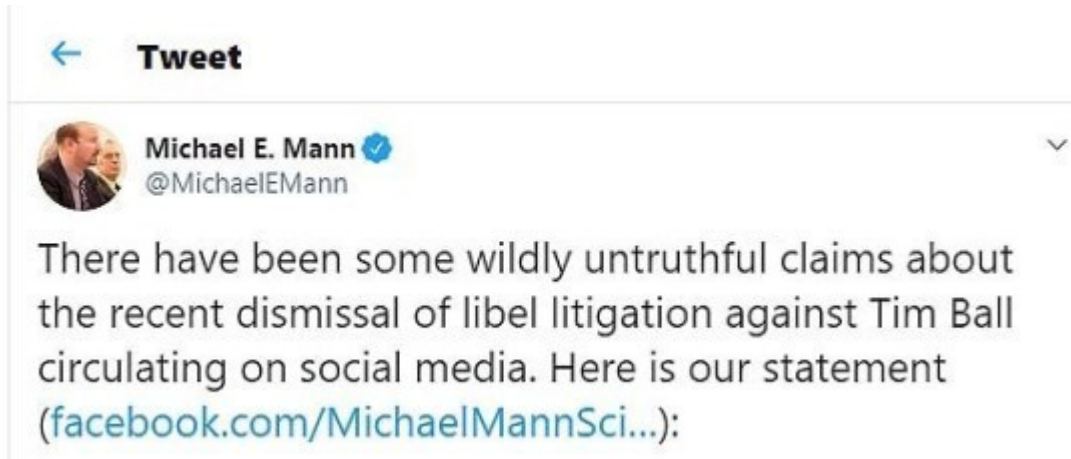 Tweet
Michael E. Mann
@MichaelEMann
There have been some wildly untruthful claims about
the recent dismissal of libel litigation against Tim Ball
circulating on social media. Here is our statement
(facebook.com/MichaelMannSci...):